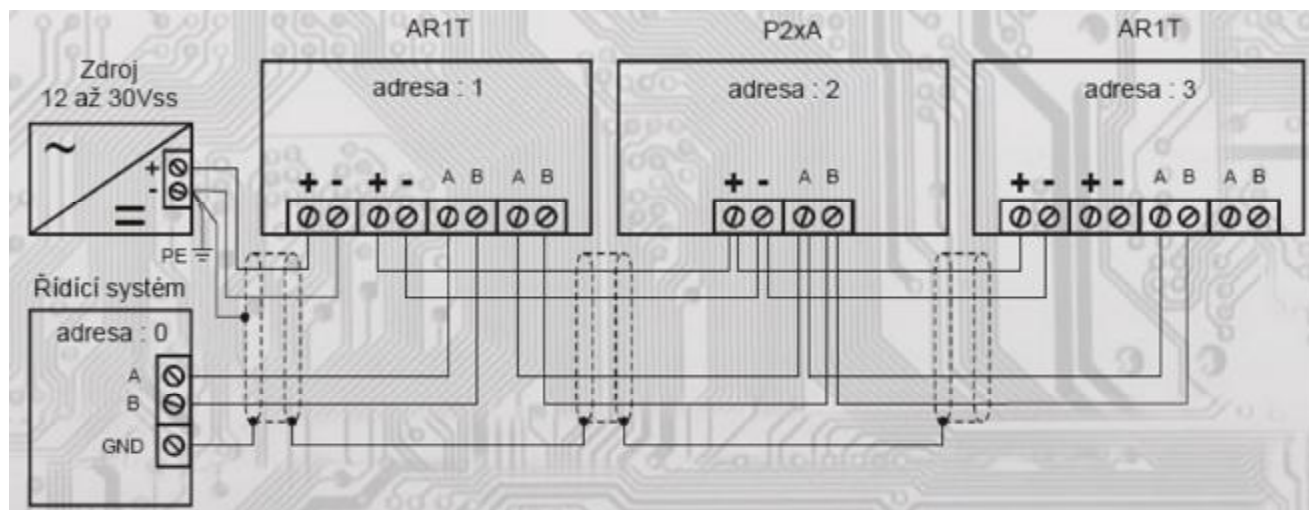 AR1T
P2xA
AR1T
Zdroj
12 až 30Vss
adresa : 1
adresa : 2
adresa : 3
~
+
-
=
PE
+ - + - A B A B
+ - A B
+ - + - A B A B
Řídicí systém
adresa : 0
A
B
GND